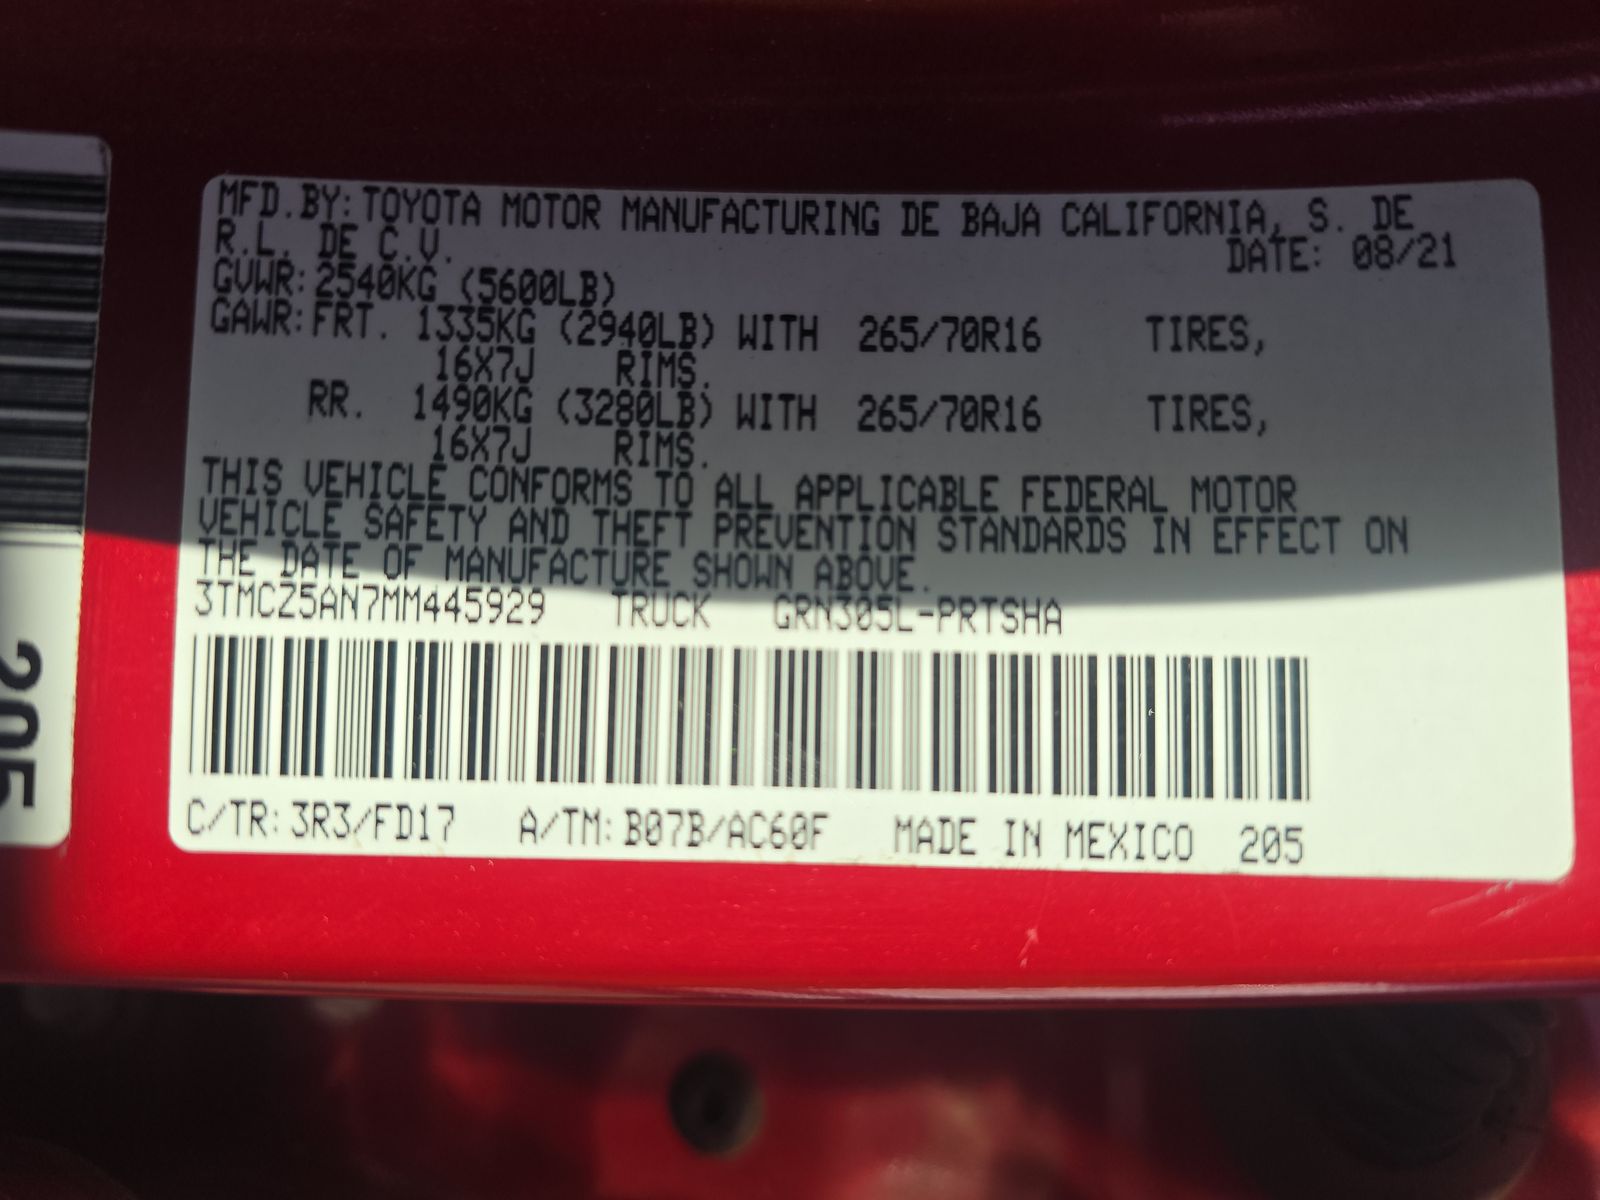 MFD.BY: TOYOTA MOTOR MANUFACTURING DE BAJA CALIFORNIA, S. DE
R.L. DE C.V.
DATE: 08/21
GVWR: 2540KG (5600LB)
GAWR: FRT. 1335KG (2940LB) WITH 265/70R16 TIRES,
16X7J RIMS.
RR. 1490KG (3280LB) WITH 265/70R16 TIRES,
16X7J RIMS.
THIS VEHICLE CONFORMS TO ALL APPLICABLE FEDERAL MOTOR
VEHICLE SAFETY AND THEFT PREVENTION STANDARDS IN EFFECT ON
THE DATE OF MANUFACTURE SHOWN ABOVE.
3TMCZ5AN7MM445929 TRUCK GRN305L-PRTSHA
C/TR: 3R3/FD17 A/TM: B07B/AC60F MADE IN MEXICO 205
205